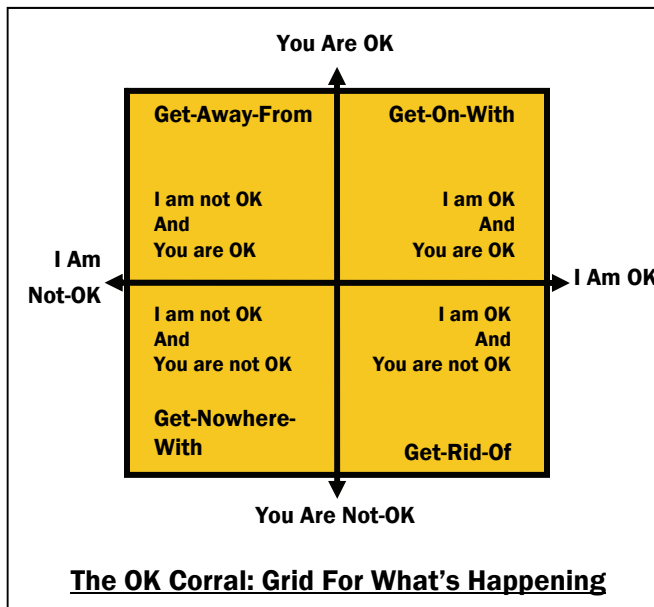 You Are OK
Get-Away-From
Get-On-With
I am not OK
And
You are OK
I am OK
And
You are OK
I Am
Not-OK
I Am OK
I am not OK
And
You are not OK
I am OK
And
You are not OK
Get-Nowhere-
With
Get-Rid-Of
You Are Not-OK
The OK Corral: Grid For What's Happening